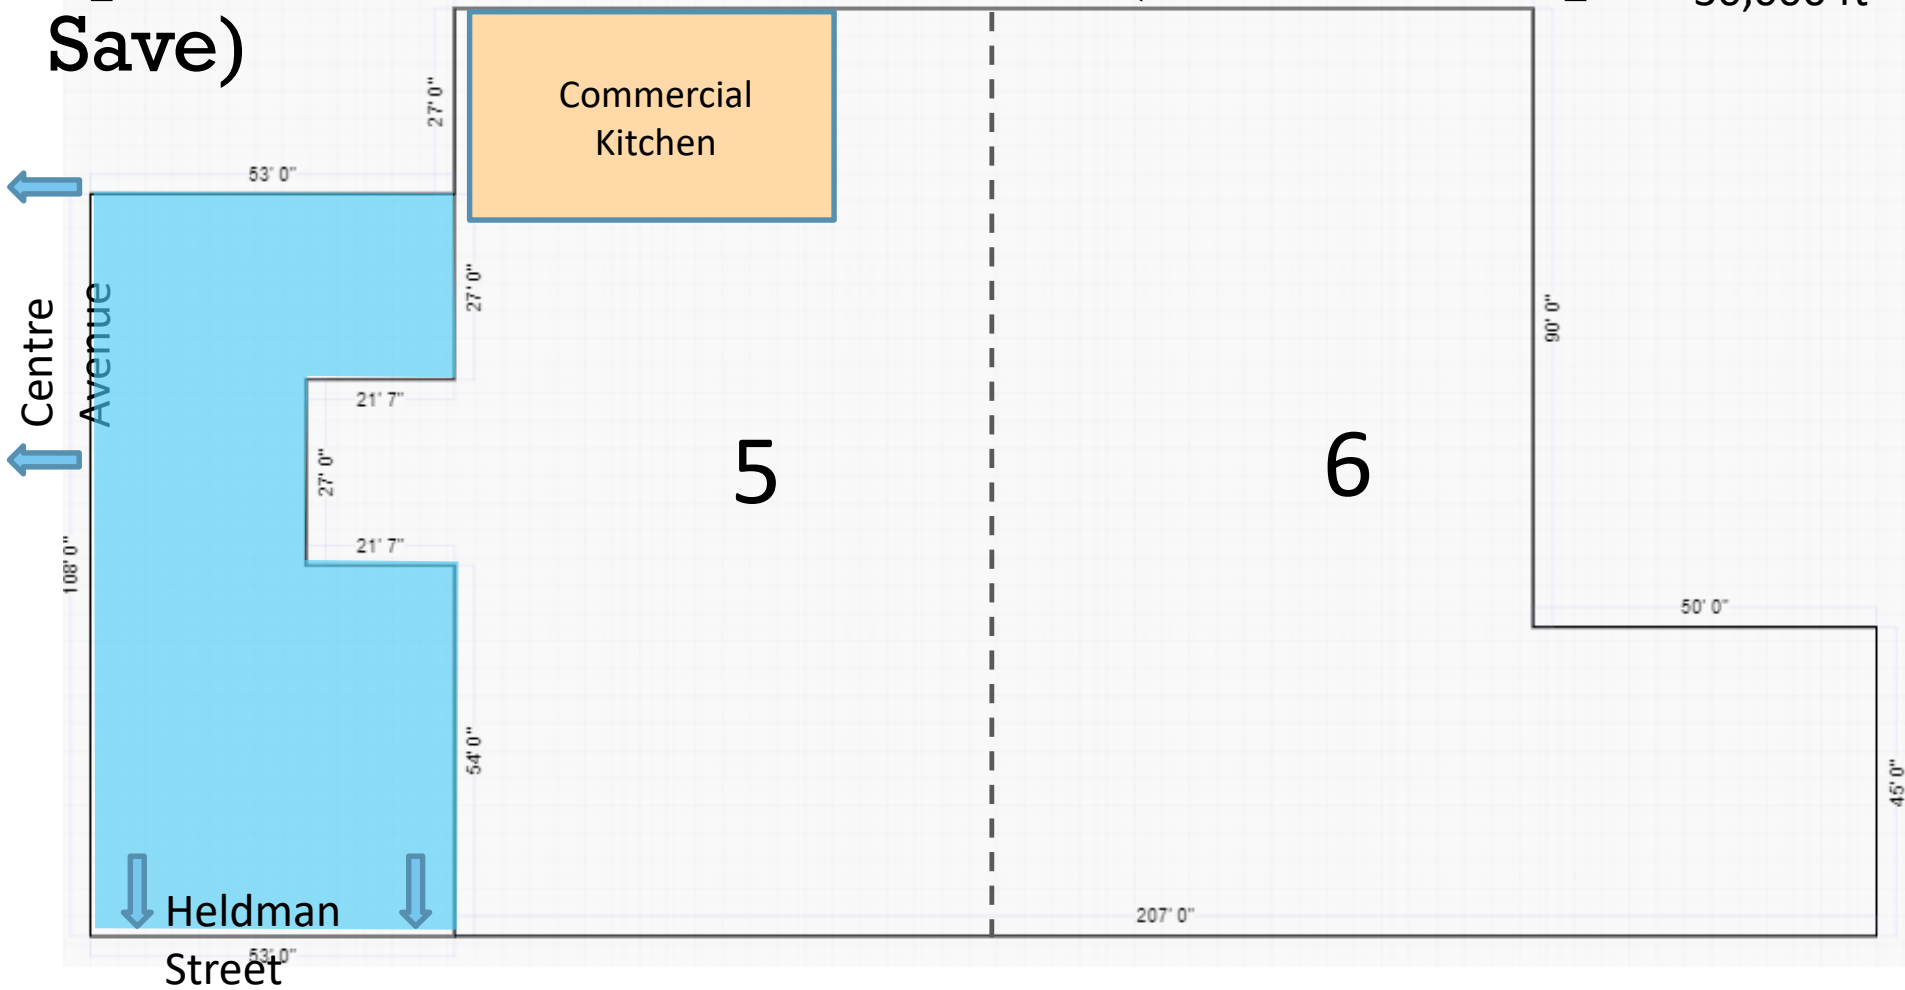 Save)
Commercial
Kitchen
27' 0"
53' 0"
27' 0"
Centre
Avenue
90' 0"
21' 7"
5
6
27' 0"
21' 7"
108' 0"
50' 0"
54' 0"
45' 0"
Heldman
Street
207' 0"
53' 0"